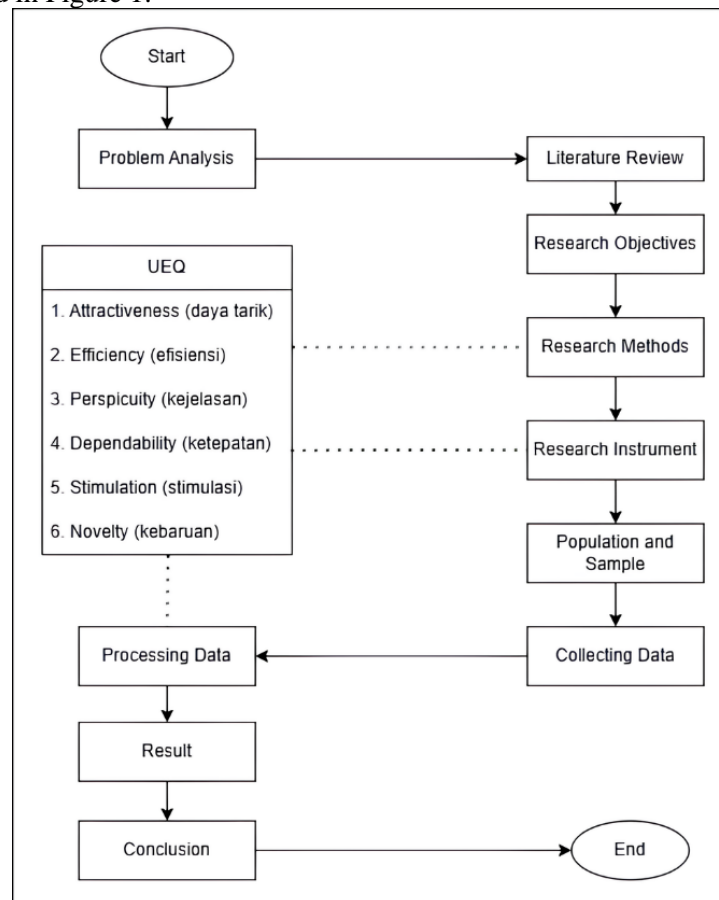 in Figure 1.
Start
Problem Analysis
Literature Review
Research Objectives
UEQ
1. Attractiveness (daya tarik)
2. Efficiency (efisiensi)
3. Perspicuity (kejelasan)
4. Dependability (ketepatan)
5. Stimulation (stimulasi)
6. Novelty (kebaruan)
Research Methods
Research Instrument
Population and
Sample
Collecting Data
Processing Data
Result
Conclusion
End